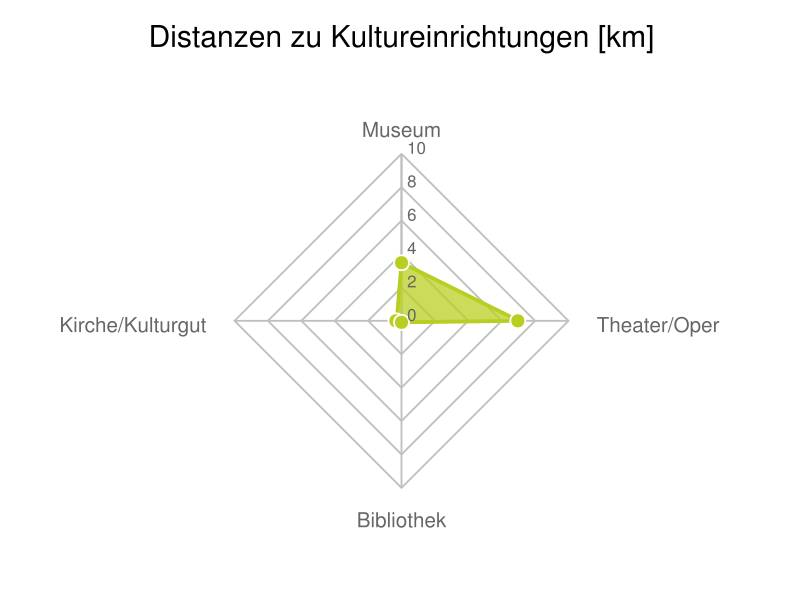 Distanzen zu Kultureinrichtungen [km]
Museum
10
8
6
4
2
0
Kirche/Kulturgut
Theater/Oper
Bibliothek